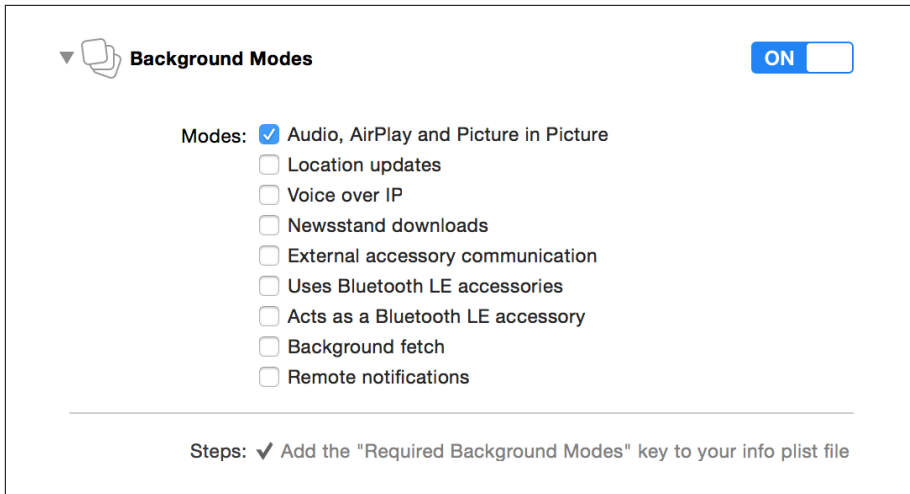 Background Modes ON
Modes: Audio, AirPlay and Picture in Picture
Location updates
Voice over IP
Newsstand downloads
External accessory communication
Uses Bluetooth LE accessories
Acts as a Bluetooth LE accessory
Background fetch
Remote notifications
Steps: ✔ Add the "Required Background Modes" key to your info plist file